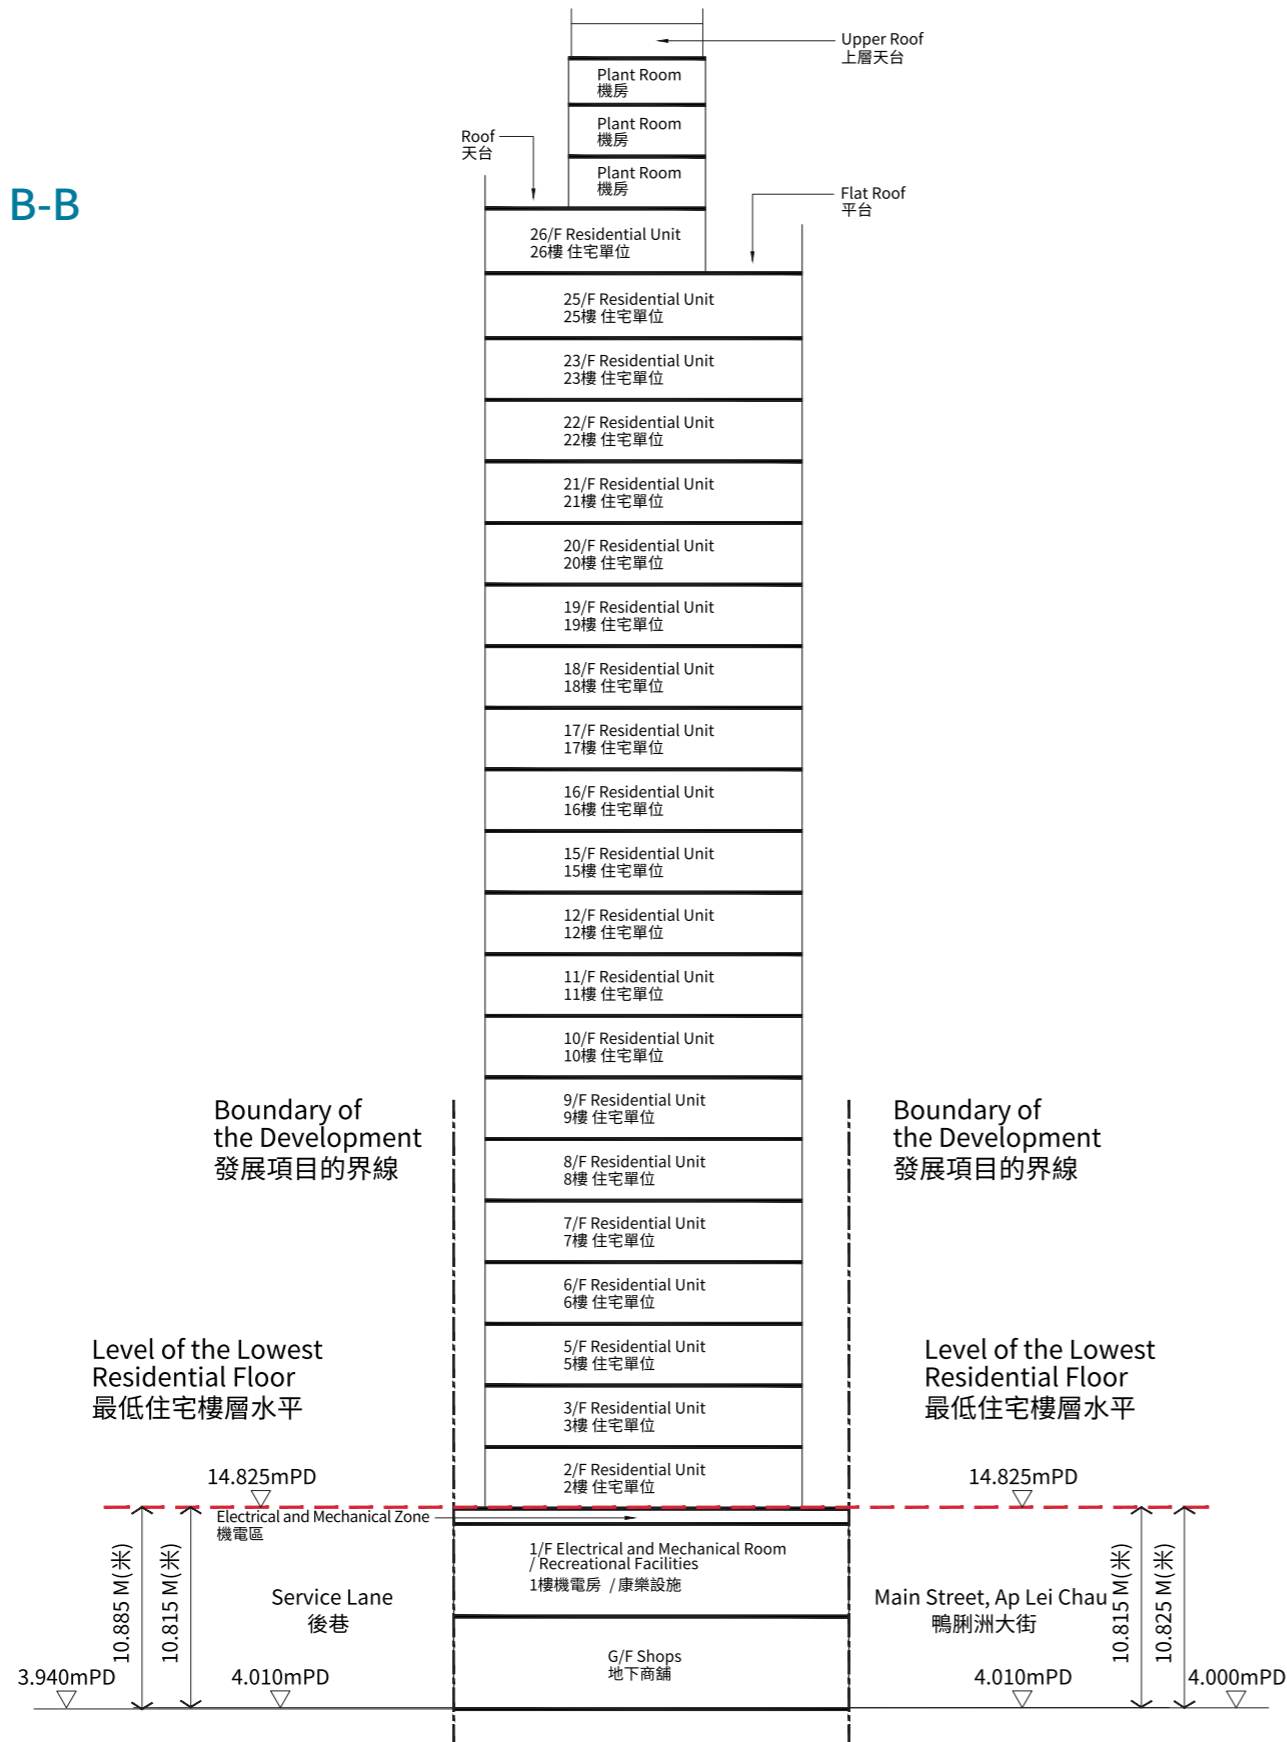 Upper Roof
上層天台
Plant Room
機房
Plant Room
機房
Roof
天台
Plant Room
機房
B-B
Flat Roof
平台
26/F Residential Unit
26樓 住宅單位
25/F Residential Unit
25樓 住宅單位
23/F Residential Unit
23樓 住宅單位
22/F Residential Unit
22樓 住宅單位
21/F Residential Unit
21樓 住宅單位
20/F Residential Unit
20樓 住宅單位
19/F Residential Unit
19樓 住宅單位
18/F Residential Unit
18樓 住宅單位
17/F Residential Unit
17樓 住宅單位
16/F Residential Unit
16樓 住宅單位
15/F Residential Unit
15樓 住宅單位
12/F Residential Unit
12樓 住宅單位
11/F Residential Unit
11樓 住宅單位
10/F Residential Unit
10樓 住宅單位
9/F Residential Unit
9樓 住宅單位
8/F Residential Unit
8樓 住宅單位
7/F Residential Unit
7樓 住宅單位
6/F Residential Unit
6樓 住宅單位
5/F Residential Unit
5樓 住宅單位
3/F Residential Unit
3樓 住宅單位
2/F Residential Unit
2樓 住宅單位
Boundary of
the Development
發展項目的界線
Boundary of
the Development
發展項目的界線
Level of the Lowest
Residential Floor
最低住宅樓層水平
Level of the Lowest
Residential Floor
最低住宅樓層水平
14.825mPD
14.825mPD
Electrical and Mechanical Zone
機電區
1/F Electrical and Mechanical Room
/ Recreational Facilities
1樓機電房 / 康樂設施
10.885 M(米)
10.815 M(米)
Service Lane
後巷
Main Street, Ap Lei Chau
鴨脷洲大街
10.815 M(米)
10.825 M(米)
G/F Shops
地下商舖
3.940mPD
4.010mPD
4.010mPD
4.000mPD